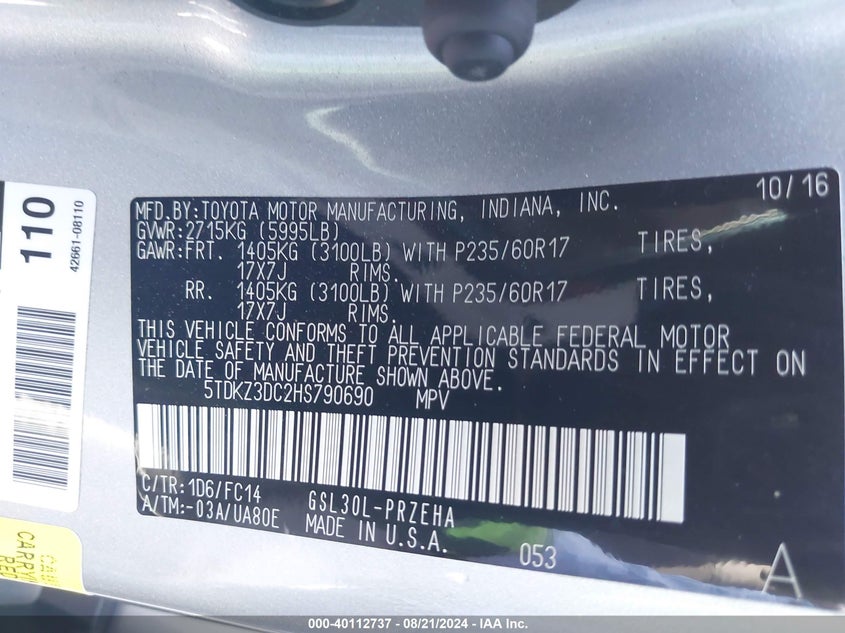 110
42661-08110
10/16
MFD.BY:TOYOTA MOTOR MANUFACTURING, INDIANA, INC.
GVWR:2715KG (5995LB)
GAWR:FRT. 1405KG (3100LB) WITH P235/60R17 TIRES,
17X7J RIMS.
RR. 1405KG (3100LB) WITH P235/60R17 TIRES,
17X7J RIMS.
THIS VEHICLE CONFORMS TO ALL APPLICABLE FEDERAL MOTOR
VEHICLE SAFETY AND THEFT PREVENTION STANDARDS IN EFFECT ON
THE DATE OF MANUFACTURE SHOWN ABOVE.
5TDKZ3DC2HS790690 MPV
C/TR:1D6/FC14 GSL30L-PRZEHA
A/TM:-03A/UA80E MADE IN U.S.A.
053
A
000-40112737 - 08/21/2024 - IAA Inc.